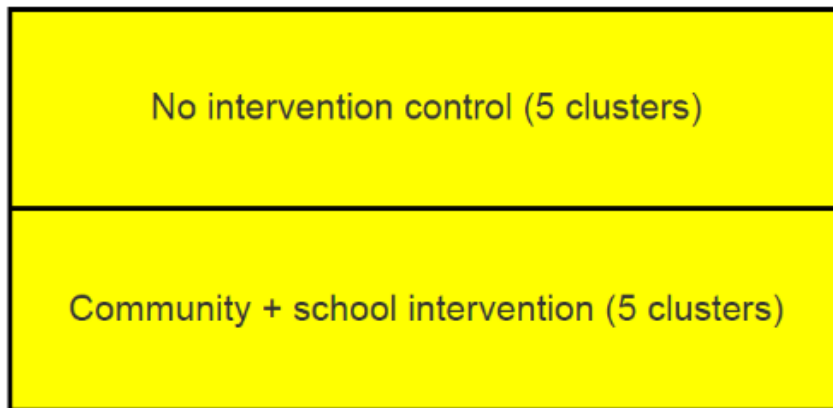 No intervention control (5 clusters)
Community + school intervention (5 clusters)